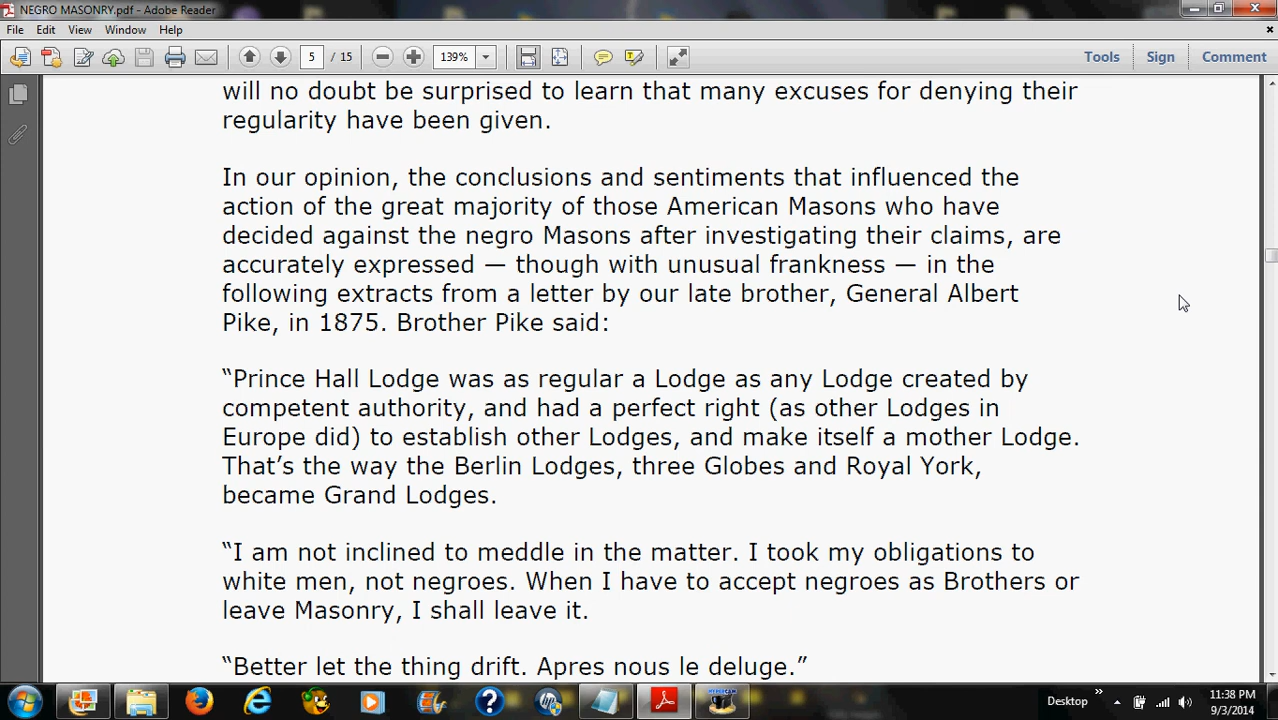 NEGRO MASONRY.pdf - Adobe Reader
File Edit View Window Help
5 / 15 139% Tools Sign Comment
will no doubt be surprised to learn that many excuses for denying their
regularity have been given.
In our opinion, the conclusions and sentiments that influenced the
action of the great majority of those American Masons who have
decided against the negro Masons after investigating their claims, are
accurately expressed — though with unusual frankness — in the
following extracts from a letter by our late brother, General Albert
Pike, in 1875. Brother Pike said:
“Prince Hall Lodge was as regular a Lodge as any Lodge created by
competent authority, and had a perfect right (as other Lodges in
Europe did) to establish other Lodges, and make itself a mother Lodge.
That’s the way the Berlin Lodges, three Globes and Royal York,
became Grand Lodges.
“I am not inclined to meddle in the matter. I took my obligations to
white men, not negroes. When I have to accept negroes as Brothers or
leave Masonry, I shall leave it.
“Better let the thing drift. Apres nous le deluge.”
Desktop
11:38 PM
9/3/2014